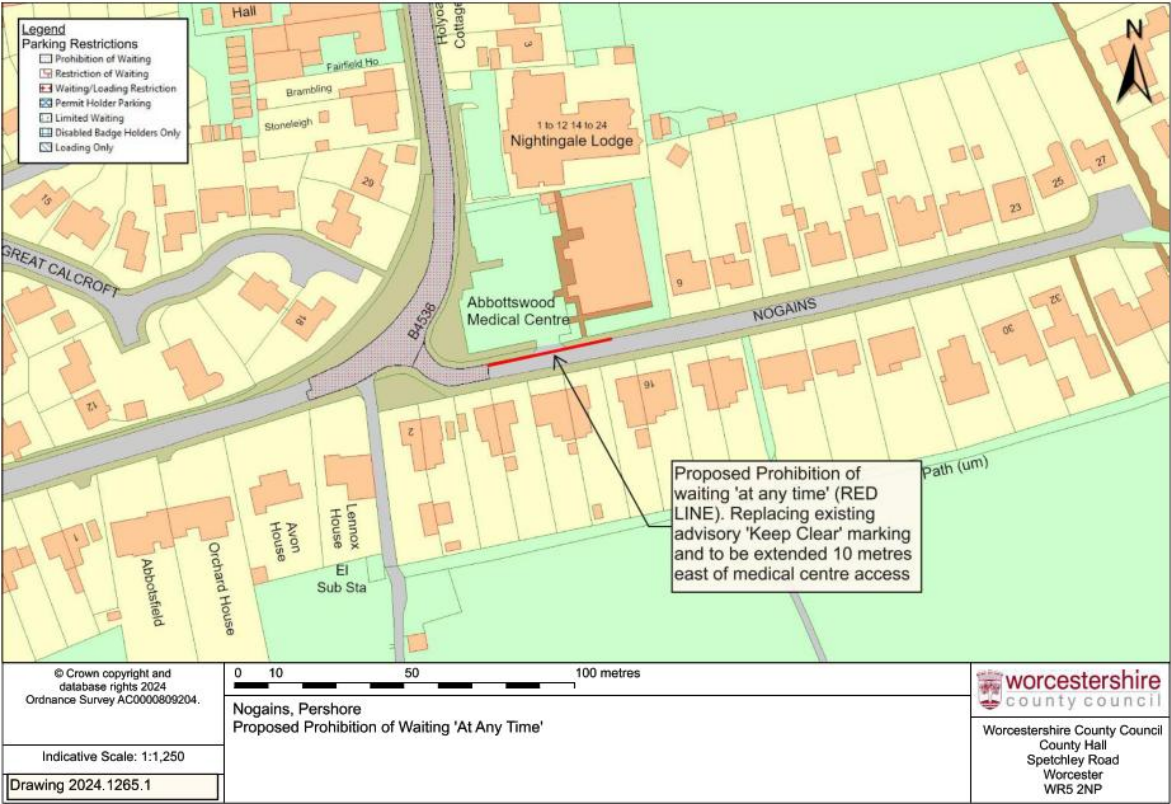 Legend
Parking Restrictions
Prohibition of Waiting
Restriction of Waiting
Waiting/Loading Restriction
Permit Holder Parking
Limited Waiting
Disabled Badge Holders Only
Loading Only
Hall
Fairfield Ho
Brambling
Stoneleigh
Cottage
3
N
1 to 12 14 to 24
Nightingale Lodge
15
29
27
25
23
GREAT CALCROFT
18
12
B4536
Abbottswood
Medical Centre
9
NOGAINS
32
30
16
2
Path (um)
Proposed Prohibition of
waiting 'at any time' (RED
LINE). Replacing existing
advisory 'Keep Clear' marking
and to be extended 10 metres
east of medical centre access
1
Abbotsfield
Orchard House
Avon
House
Lennox
House
El
Sub Sta
© Crown copyright and
database rights 2024
Ordnance Survey AC0000809204.
Indicative Scale: 1:1,250
Drawing 2024.1265.1
0 10 50 100 metres
Nogains, Pershore
Proposed Prohibition of Waiting 'At Any Time'
worcestershire
county council
Worcestershire County Council
County Hall
Spetchley Road
Worcester
WR5 2NP